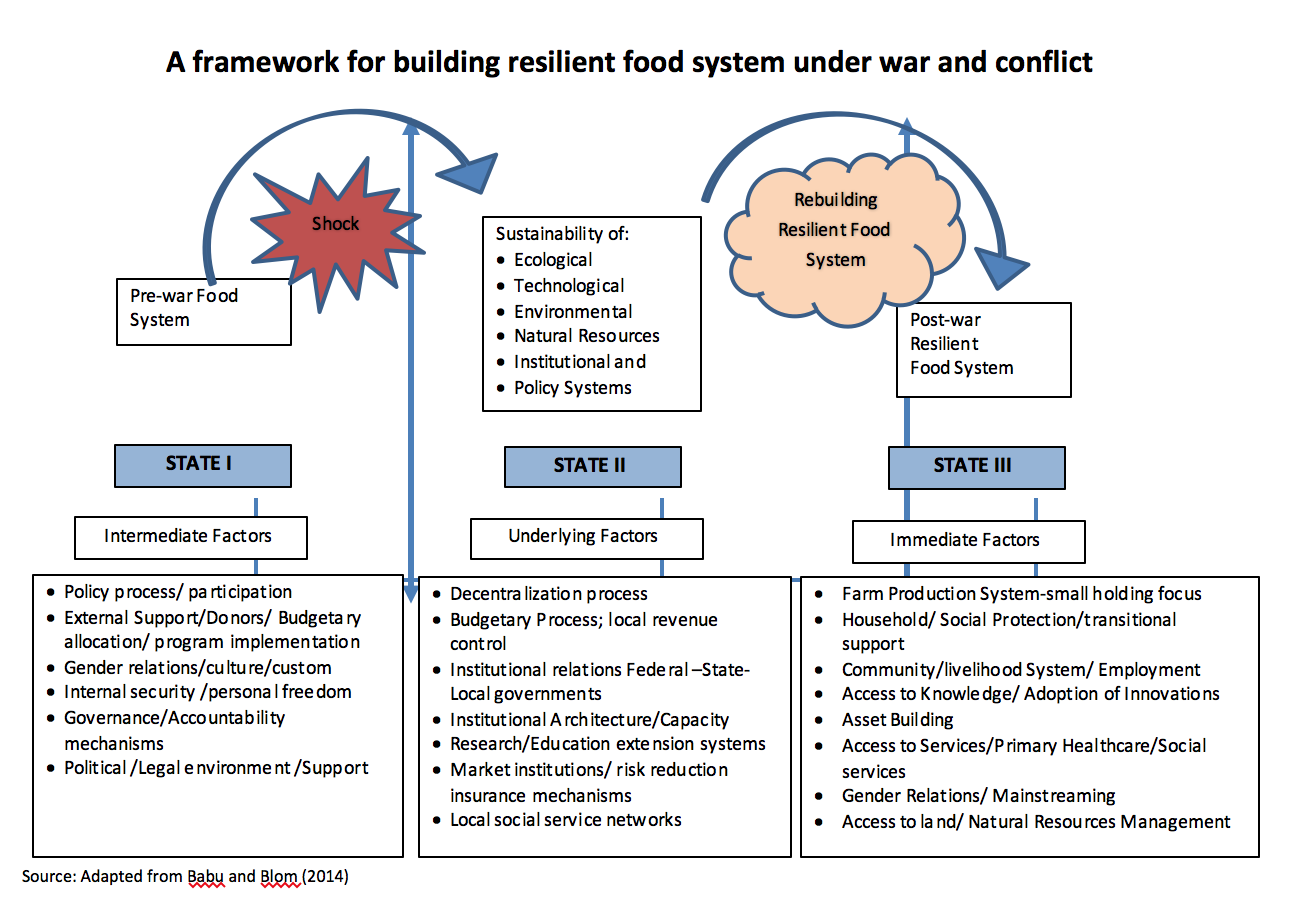 A framework for building resilient food system under war and conflict
Shock
Pre-war Food
System
Sustainability of:
• Ecological
• Technological
• Environmental
• Natural Resources
• Institutional and
• Policy Systems
Rebuilding
Resilient Food
System
Post-war
Resilient
Food System
STATE I
STATE II
STATE III
Intermediate Factors
Underlying Factors
Immediate Factors
• Policy process/ participation
• External Support/Donors/ Budgetary
allocation/ program implementation
• Gender relations/culture/custom
• Internal security /personal freedom
• Governance/Accountability
mechanisms
• Political /Legal environment /Support
• Decentralization process
• Budgetary Process; local revenue
control
• Institutional relations Federal –State-
Local governments
• Institutional Architecture/Capacity
• Research/Education extension systems
• Market institutions/ risk reduction
insurance mechanisms
• Local social service networks
• Farm Production System-small holding focus
• Household/ Social Protection/transitional
support
• Community/livelihood System/ Employment
• Access to Knowledge/ Adoption of Innovations
• Asset Building
• Access to Services/Primary Healthcare/Social
services
• Gender Relations/ Mainstreaming
• Access to land/ Natural Resources Management
Source: Adapted from Babu and Blom (2014)